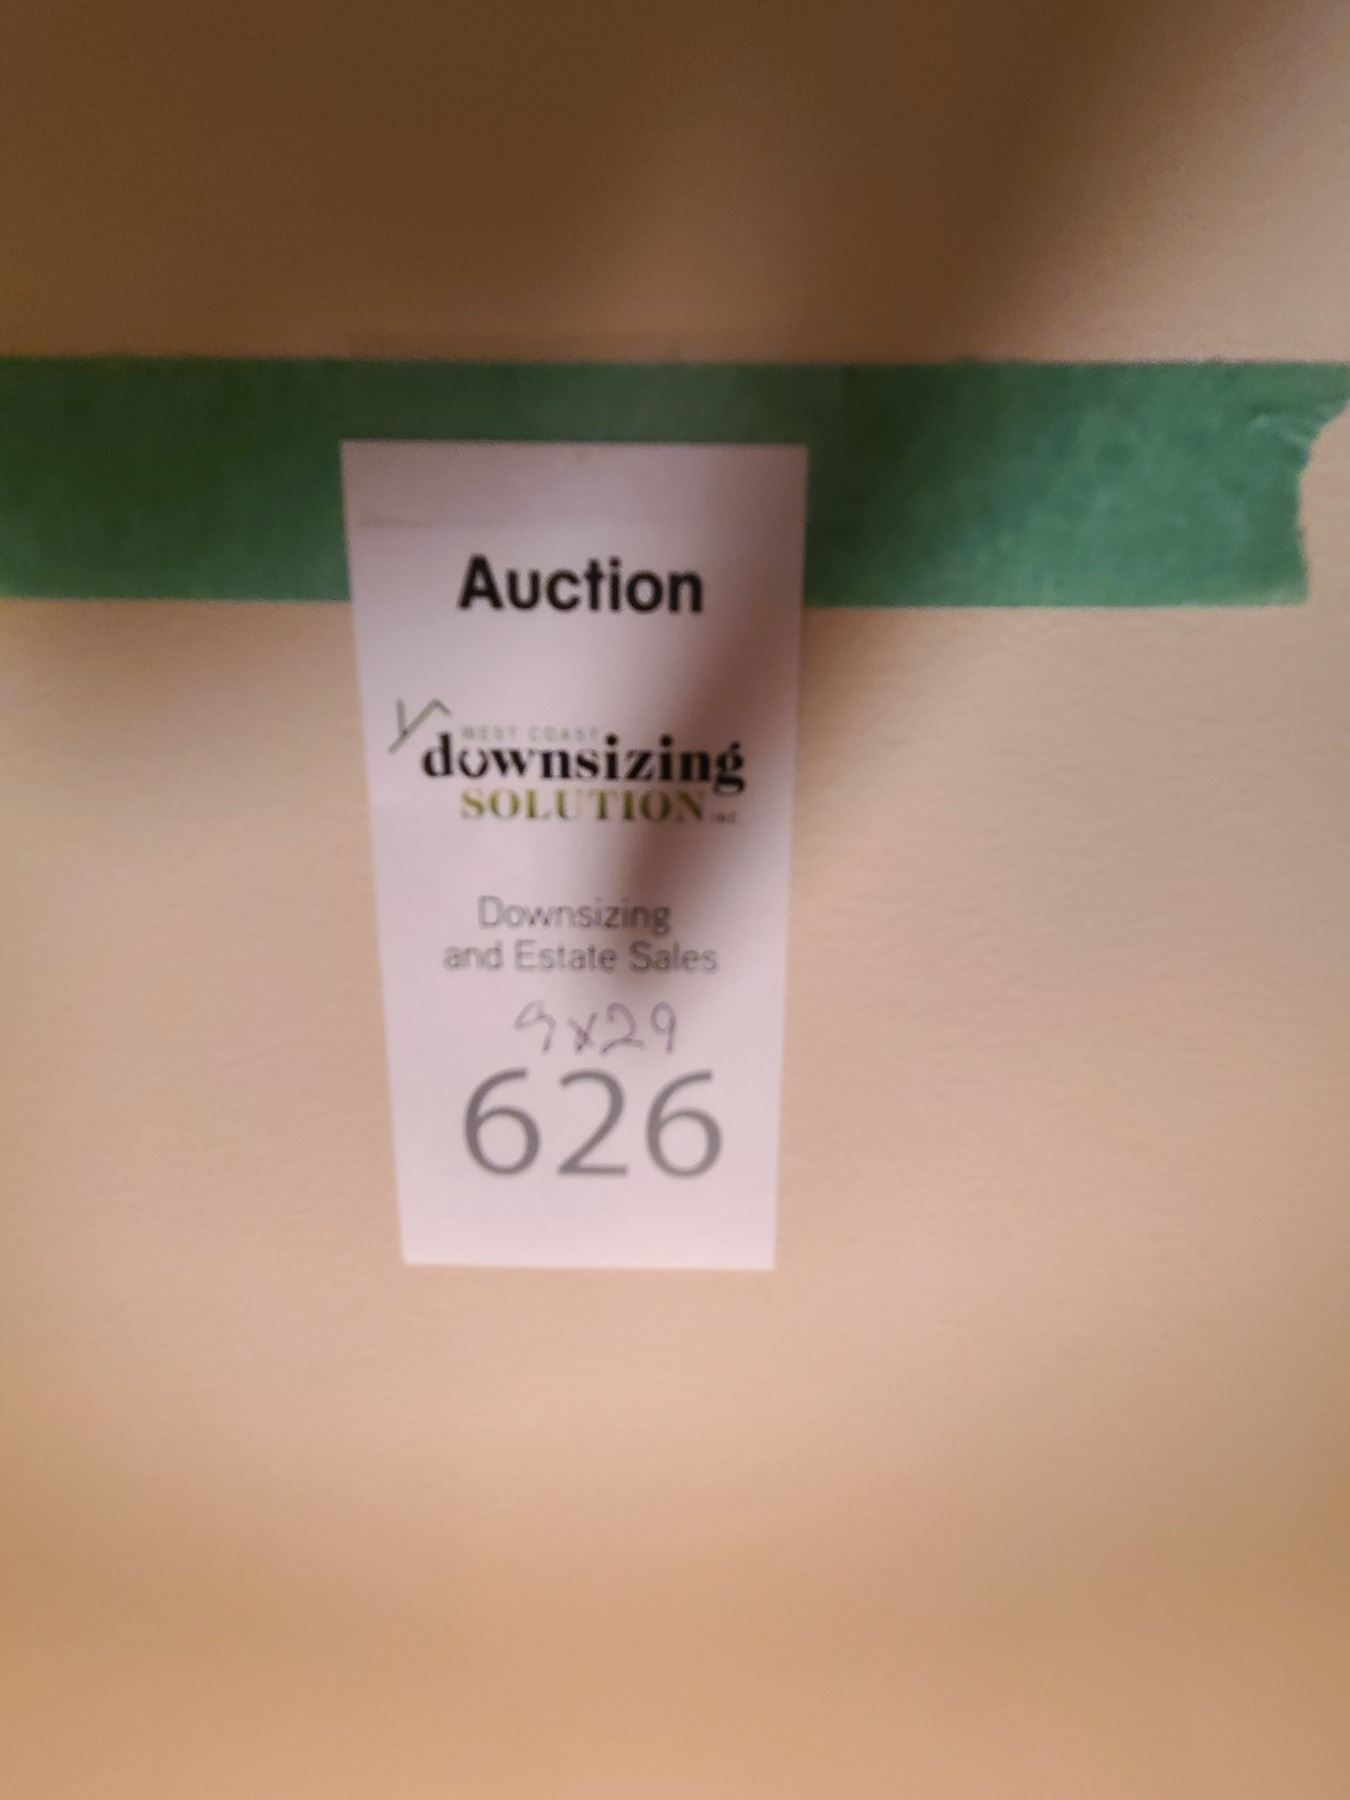 Auction
WEST COAST
downsizing
SOLUTION INC
Downsizing
and Estate Sales
9x29
626